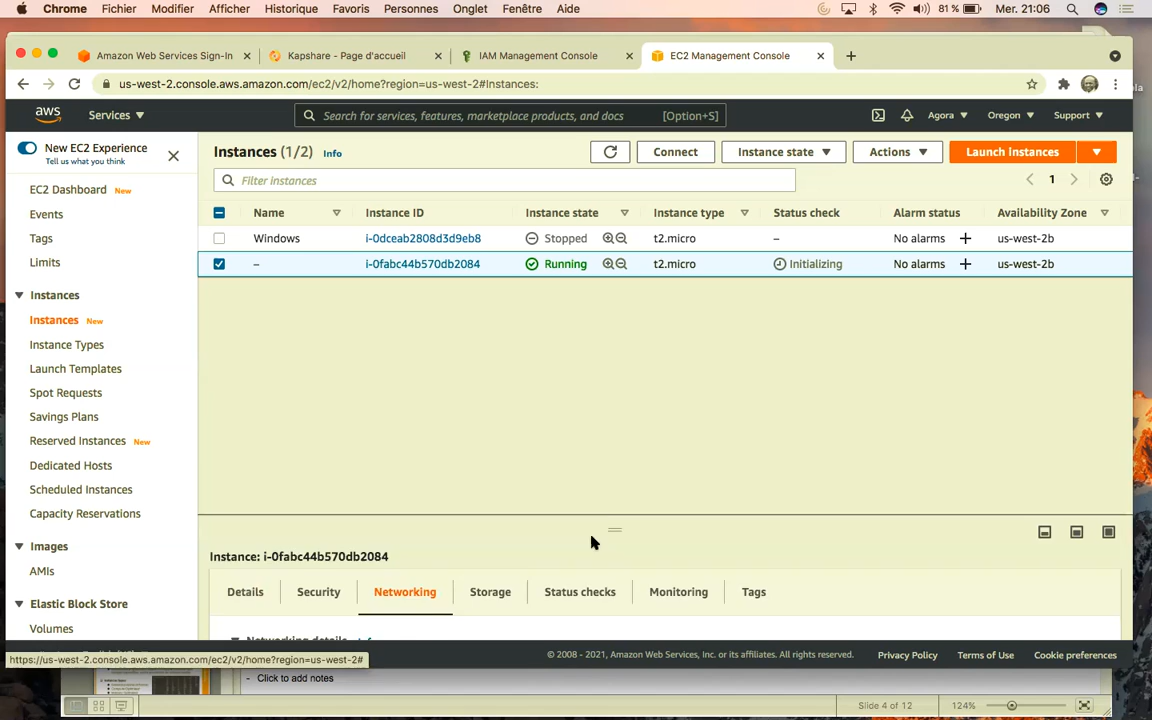 Chrome Fichier Modifier Afficher Historique Favoris Personnes Onglet Fenêtre Aide 81 % Mer. 21:06
Amazon Web Services Sign-In Kapshare - Page d'accueil IAM Management Console EC2 Management Console
us-west-2.console.aws.amazon.com/ec2/v2/home?region=us-west-2#Instances:
aws Services Search for services, features, marketplace products, and docs [Option+S] Agora Oregon Support
New EC2 Experience
Tell us what you think
Instances (1/2) Info Connect Instance state Actions Launch instances
Filter instances 1
EC2 Dashboard New
Events
Tags
Limits
Instances
Instances New
Instance Types
Launch Templates
Spot Requests
Savings Plans
Reserved Instances New
Dedicated Hosts
Scheduled Instances
Capacity Reservations
Images
AMIs
Elastic Block Store
Volumes
Name Instance ID Instance state Instance type Status check Alarm status Availability Zone
Windows i-0dceab2808d3d9eb8 Stopped t2.micro – No alarms us-west-2b
– i-0fabc44b570db2084 Running t2.micro Initializing No alarms us-west-2b
Instance: i-0fabc44b570db2084
Details Security Networking Storage Status checks Monitoring Tags
https://us-west-2.console.aws.amazon.com/ec2/v2/home?region=us-west-2#
© 2008 - 2021, Amazon Web Services, Inc. or its affiliates. All rights reserved. Privacy Policy Terms of Use Cookie preferences
- Click to add notes
Slide 4 of 12 124%